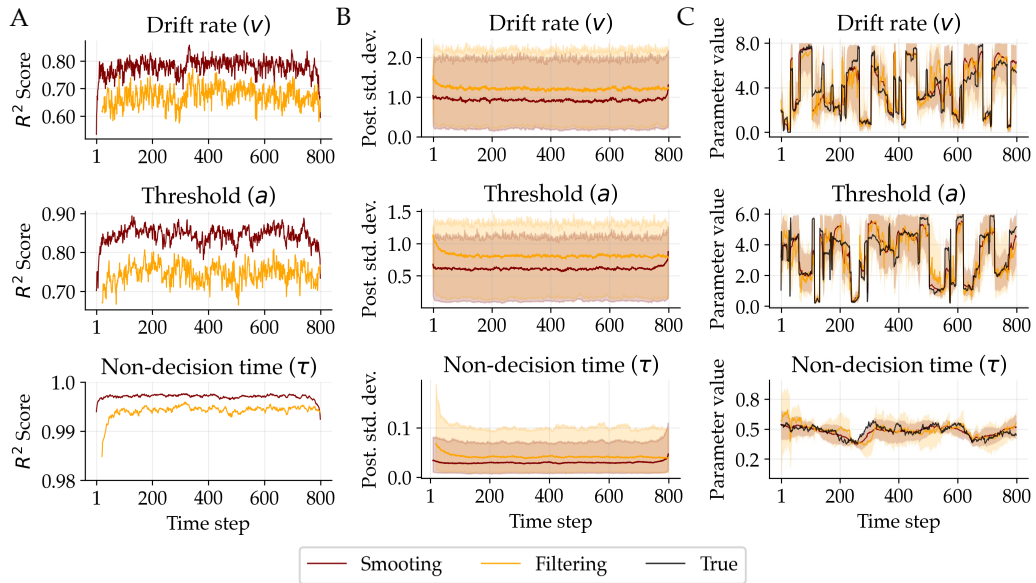 A
Drift rate (v)
R² Score
0.80
0.70
0.60
1
200
400
600
800
Threshold (a)
R² Score
0.90
0.80
0.70
1
200
400
600
800
Non-decision time (τ)
R² Score
1.0
0.99
0.98
1
200
400
600
800
Time step
B
Drift rate (v)
Post. std. dev.
2.0
1.0
0.0
1
200
400
600
800
Threshold (a)
Post. std. dev.
1.5
1.0
0.5
1
200
400
600
800
Non-decision time (τ)
Post. std. dev.
0.1
0.0
1
200
400
600
800
Time step
C
Drift rate (v)
Parameter value
8.0
4.0
0.0
1
200
400
600
800
Threshold (a)
Parameter value
6.0
4.0
2.0
0.0
1
200
400
600
800
Non-decision time (τ)
Parameter value
0.8
0.5
0.2
1
200
400
600
800
Time step
Smooting
Filtering
True